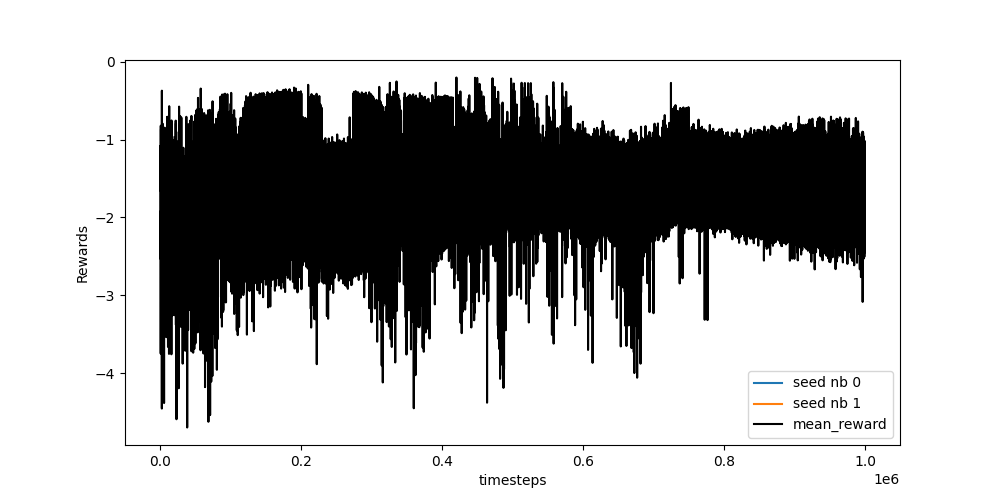 0
−1
−2
−3
−4
Rewards
0.0
0.2
0.4
0.6
0.8
1.0
1e6
timesteps
seed nb 0
seed nb 1
mean_reward